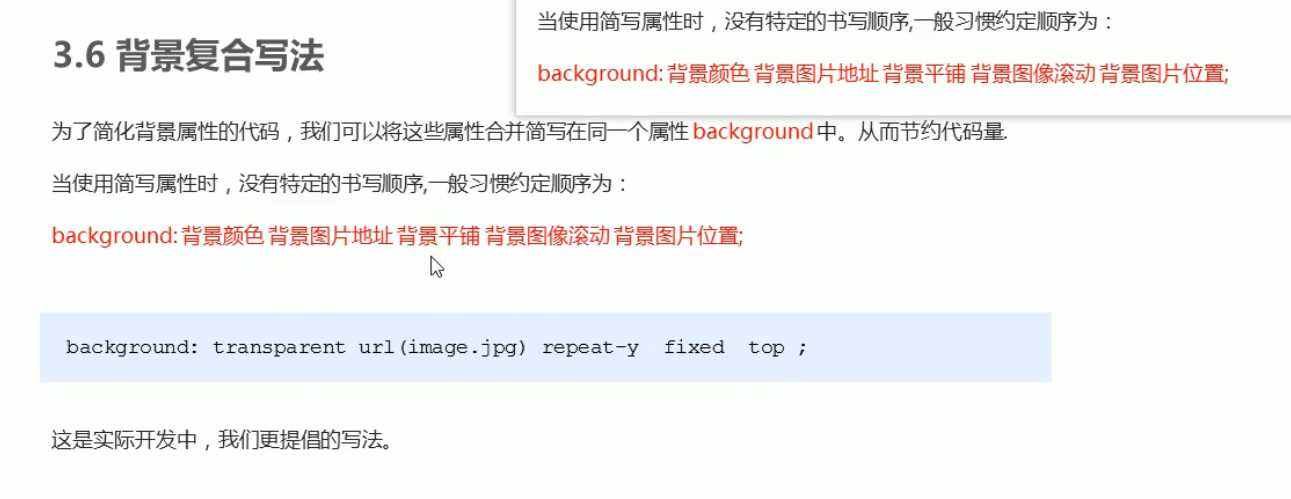 当使用简写属性时，没有特定的书写顺序,一般习惯约定顺序为：
background: 背景颜色 背景图片地址 背景平铺 背景图像滚动 背景图片位置;
3.6 背景复合写法
为了简化背景属性的代码，我们可以将这些属性合并简写在同一个属性 background 中。从而节约代码量.
当使用简写属性时，没有特定的书写顺序,一般习惯约定顺序为：
background: 背景颜色 背景图片地址 背景平铺 背景图像滚动 背景图片位置;
background: transparent url(image.jpg) repeat-y fixed top ;
这是实际开发中，我们更提倡的写法。